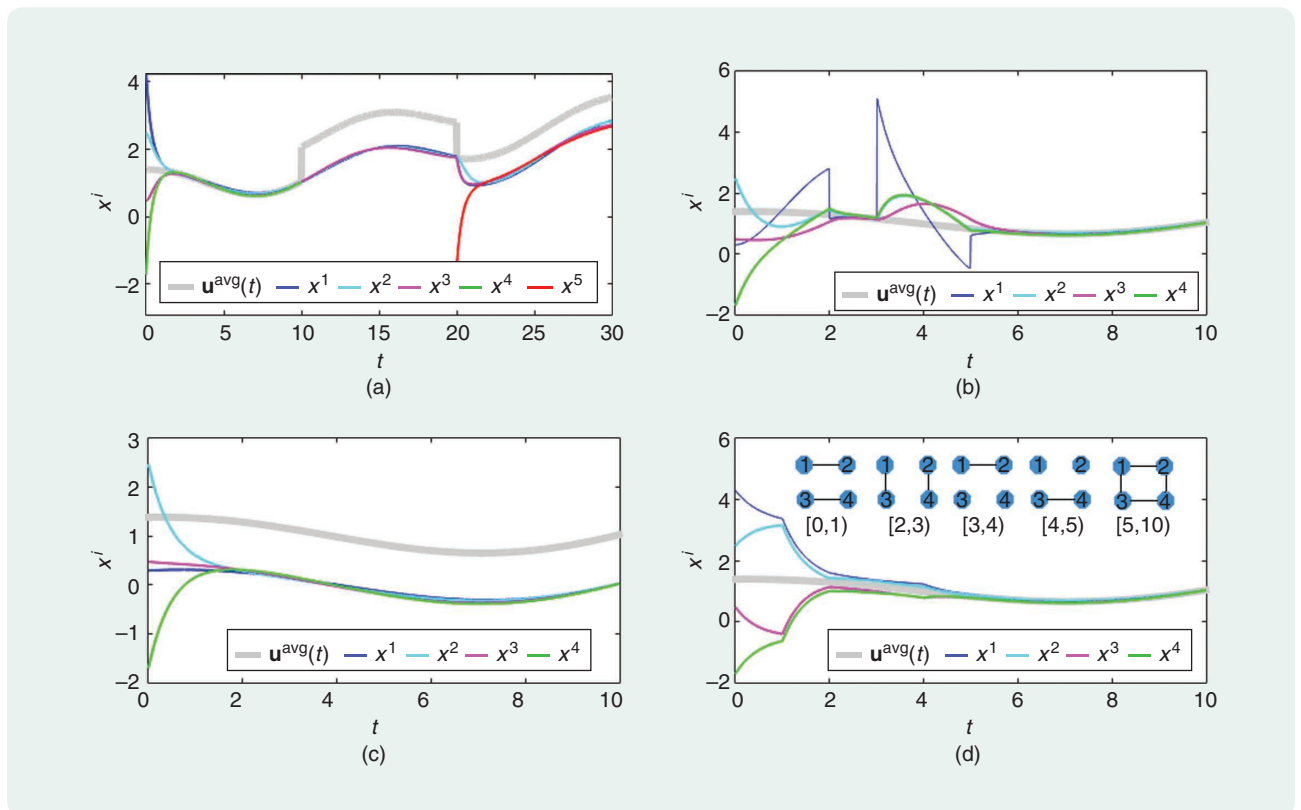 4
2
0
−2
x^i
u^avg(t) x^1 x^2 x^3 x^4 x^5
0 5 10 15 20 25 30
t
(a)
6
4
2
0
−2
x^i
u^avg(t) x^1 x^2 x^3 x^4
0 2 4 6 8 10
t
(b)
3
2
1
0
−1
−2
x^i
u^avg(t) x^1 x^2 x^3 x^4
0 2 4 6 8 10
t
(c)
6
4
2
0
−2
x^i
1 2 1 2 1 2 1 2 1 2
3 4 3 4 3 4 3 4 3 4
[0,1) [2,3) [3,4) [4,5) [5,10)
u^avg(t) x^1 x^2 x^3 x^4
0 2 4 6 8 10
t
(d)